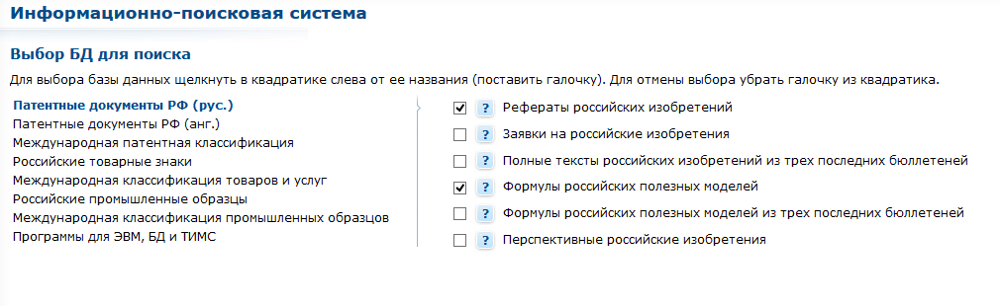 Информационно-поисковая система
Выбор БД для поиска
Для выбора базы данных щелкнуть в квадратике слева от ее названия (поставить галочку). Для отмены выбора убрать галочку из квадратика.
Патентные документы РФ (рус.)
Патентные документы РФ (анг.)
Международная патентная классификация
Российские товарные знаки
Международная классификация товаров и услуг
Российские промышленные образцы
Международная классификация промышленных образцов
Программы для ЭВМ, БД и ТИМС
? Рефераты российских изобретений
? Заявки на российские изобретения
? Полные тексты российских изобретений из трех последних бюллетеней
? Формулы российских полезных моделей
? Формулы российских полезных моделей из трех последних бюллетеней
? Перспективные российские изобретения